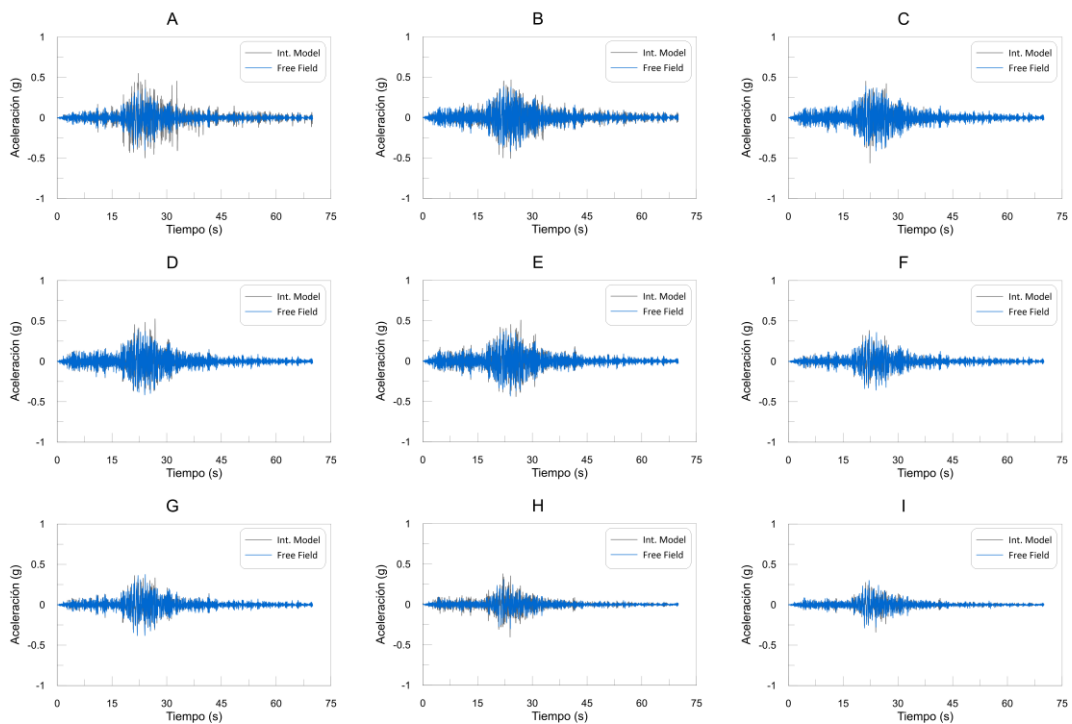 A
B
C
1
0.5
0
-0.5
-1
Aceleración (g)
Int. Model
Free Field
0 15 30 45 60 75
Tiempo (s)
1
0.5
0
-0.5
-1
Aceleración (g)
Int. Model
Free Field
0 15 30 45 60 75
Tiempo (s)
1
0.5
0
-0.5
-1
Aceleración (g)
Int. Model
Free Field
0 15 30 45 60 75
Tiempo (s)
D
E
F
1
0.5
0
-0.5
-1
Aceleración (g)
Int. Model
Free Field
0 15 30 45 60 75
Tiempo (s)
1
0.5
0
-0.5
-1
Aceleración (g)
Int. Model
Free Field
0 15 30 45 60 75
Tiempo (s)
1
0.5
0
-0.5
-1
Aceleración (g)
Int. Model
Free Field
0 15 30 45 60 75
Tiempo (s)
G
H
I
1
0.5
0
-0.5
-1
Aceleración (g)
Int. Model
Free Field
0 15 30 45 60 75
Tiempo (s)
1
0.5
0
-0.5
-1
Aceleración (g)
Int. Model
Free Field
0 15 30 45 60 75
Tiempo (s)
1
0.5
0
-0.5
-1
Aceleración (g)
Int. Model
Free Field
0 15 30 45 60 75
Tiempo (s)